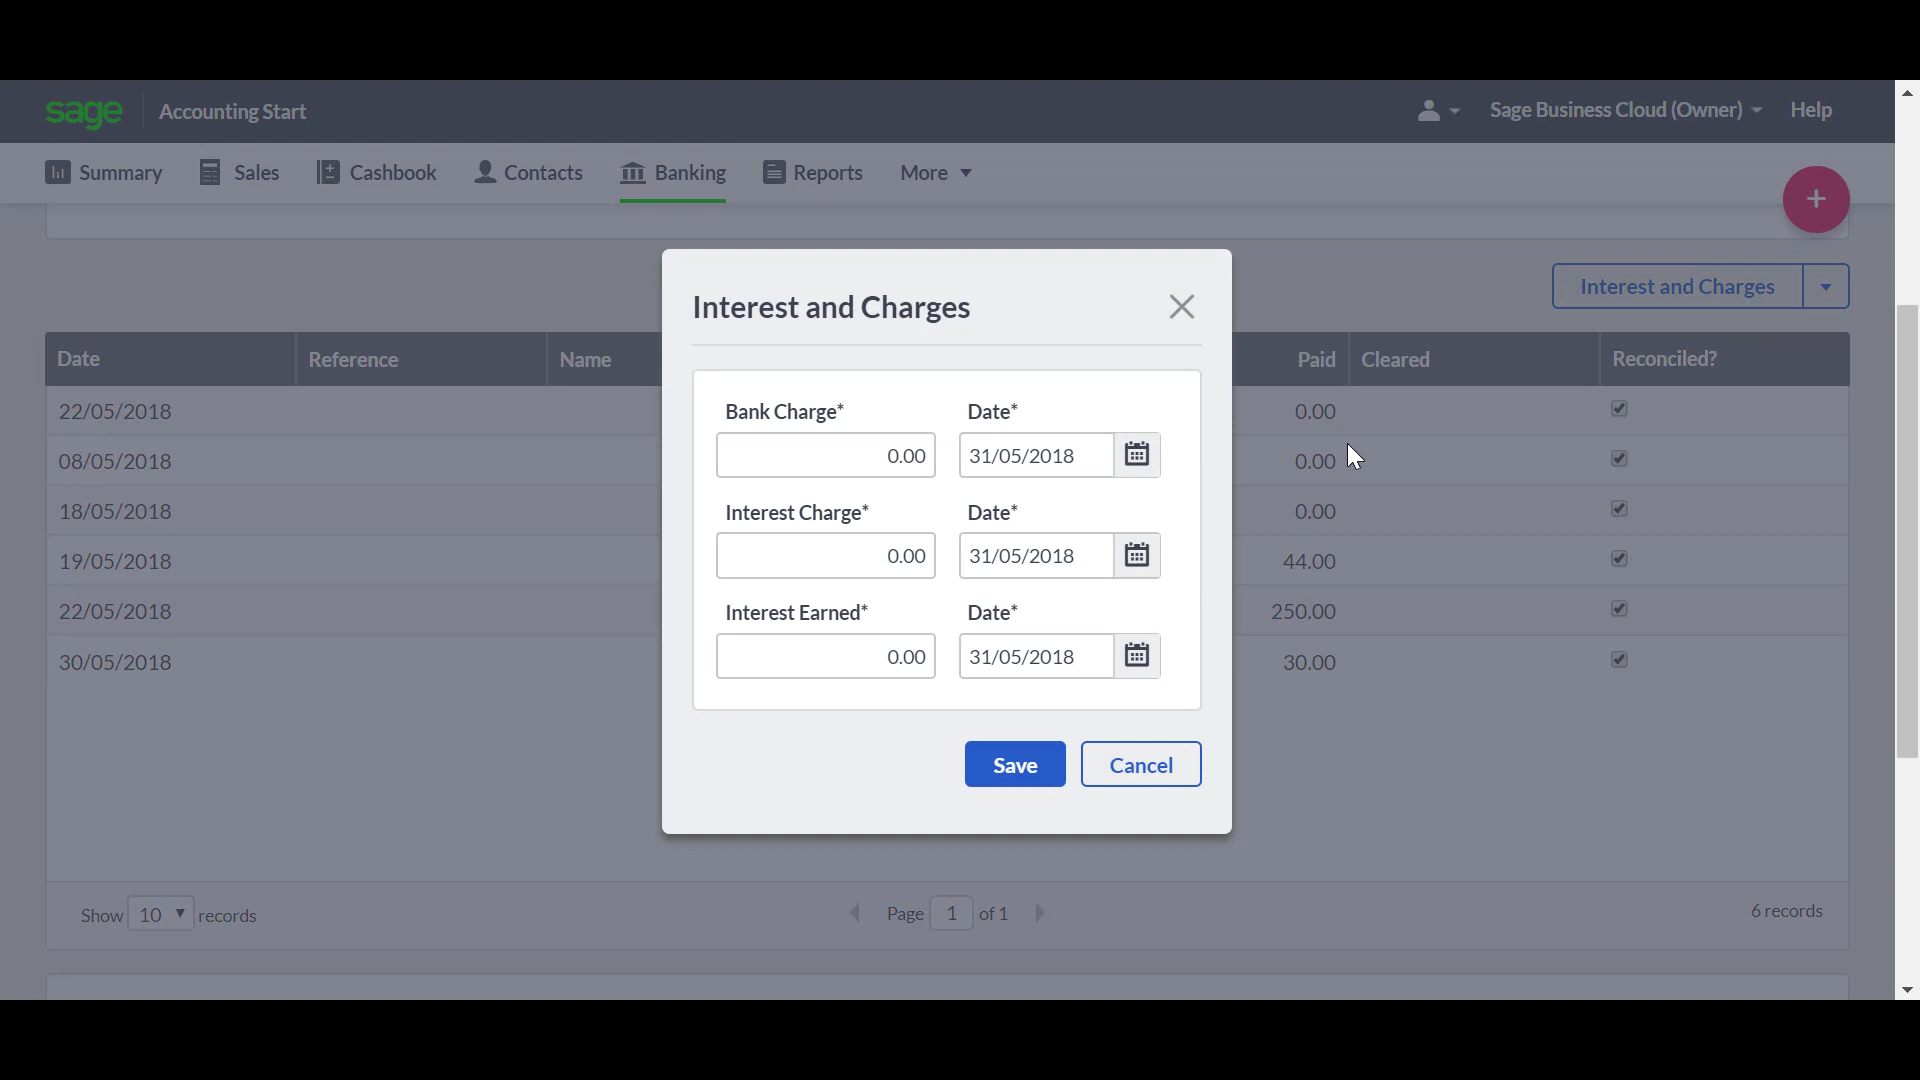 sage Accounting Start Sage Business Cloud (Owner) Help
Summary Sales Cashbook Contacts Banking Reports More
+
Interest and Charges
Interest and Charges
Date Reference Name Paid Cleared Reconciled?
22/05/2018 0.00
08/05/2018 0.00
18/05/2018 0.00
19/05/2018 44.00
22/05/2018 250.00
30/05/2018 30.00
Bank Charge* Date*
0.00 31/05/2018
Interest Charge* Date*
0.00 31/05/2018
Interest Earned* Date*
0.00 31/05/2018
Save Cancel
Show 10 records Page 1 of 1 6 records